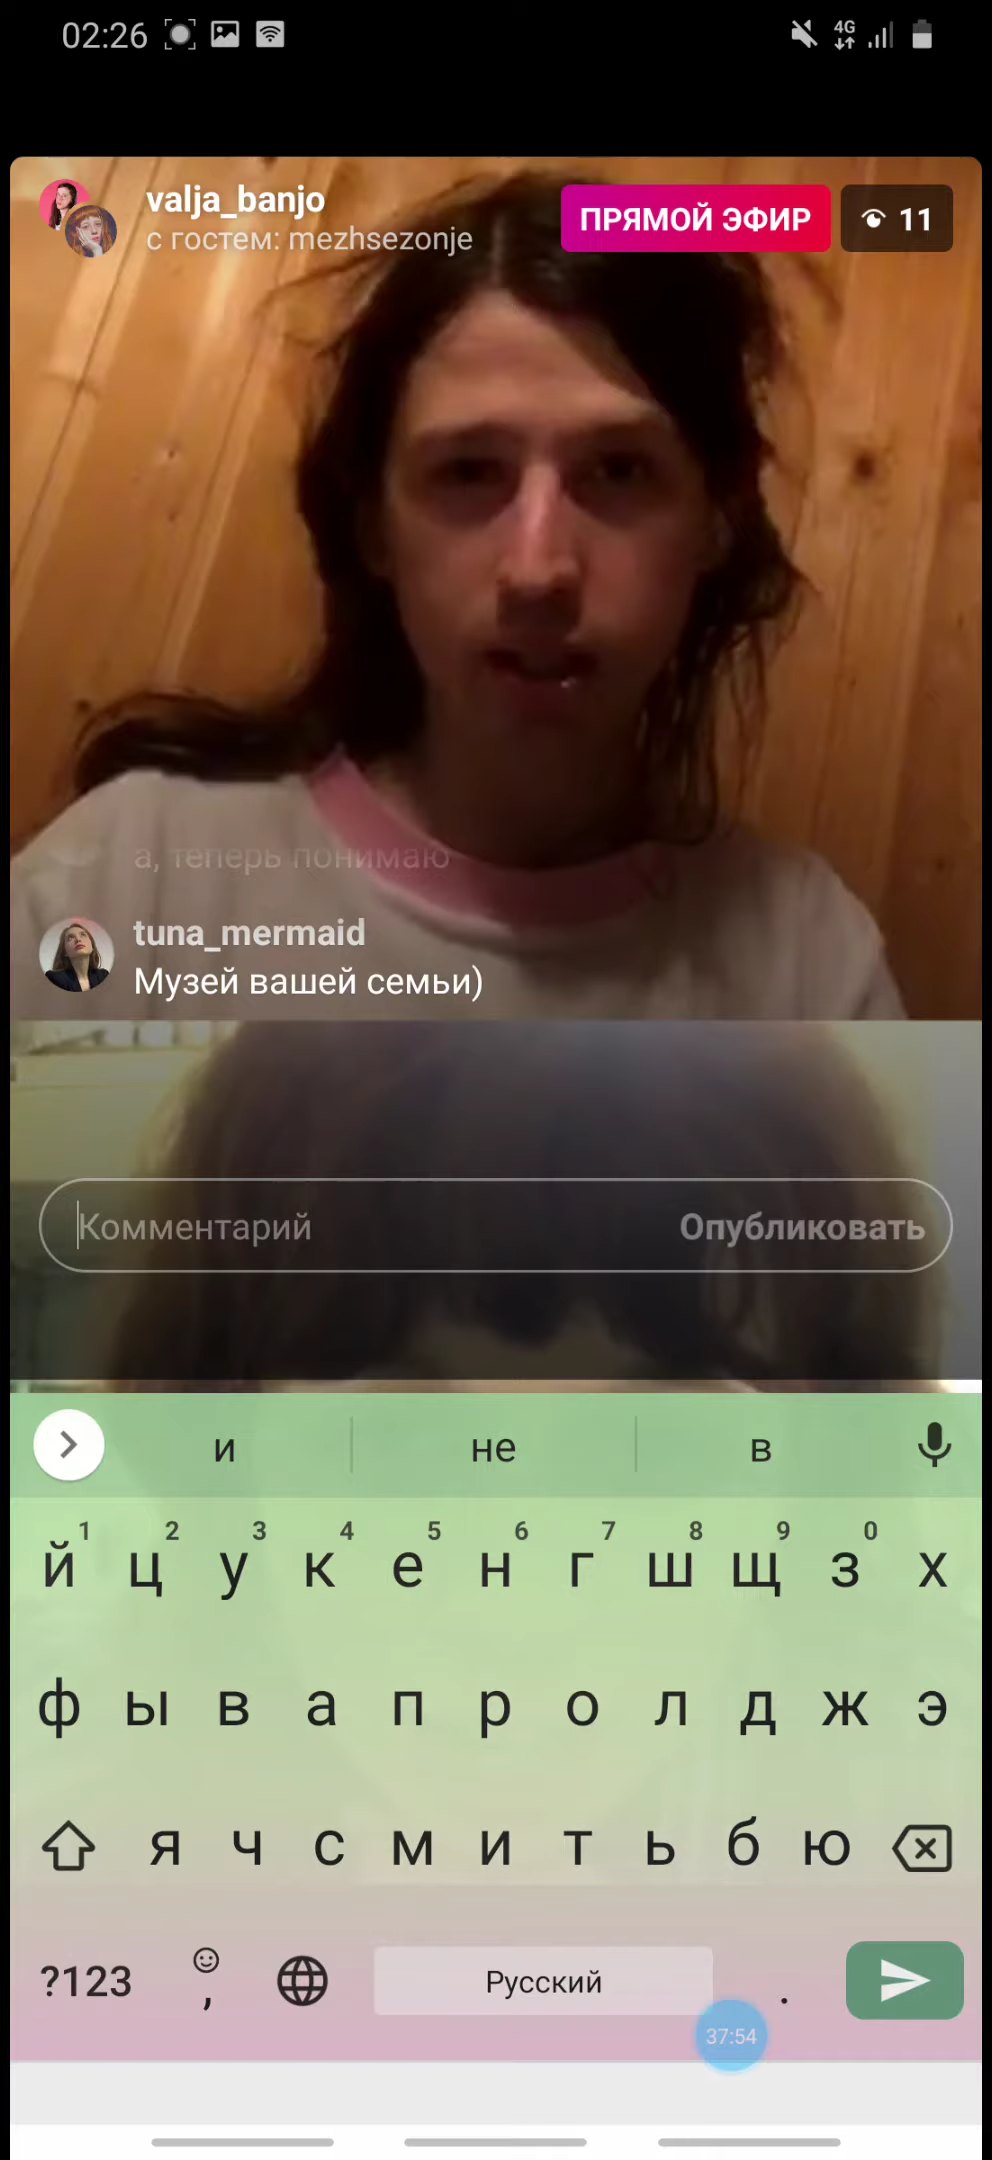 02:26
4G
valja_banjo
с гостем: mezhsezonje
ПРЯМОЙ ЭФИР
11
а, теперь понимаю
tuna_mermaid
Музей вашей семьи)
Комментарий
Опубликовать
и не в
1 2 3 4 5 6 7 8 9 0
й ц у к е н г ш щ з х
ф ы в а п р о л д ж э
я ч с м и т ь б ю
?123 , Русский .
37:54